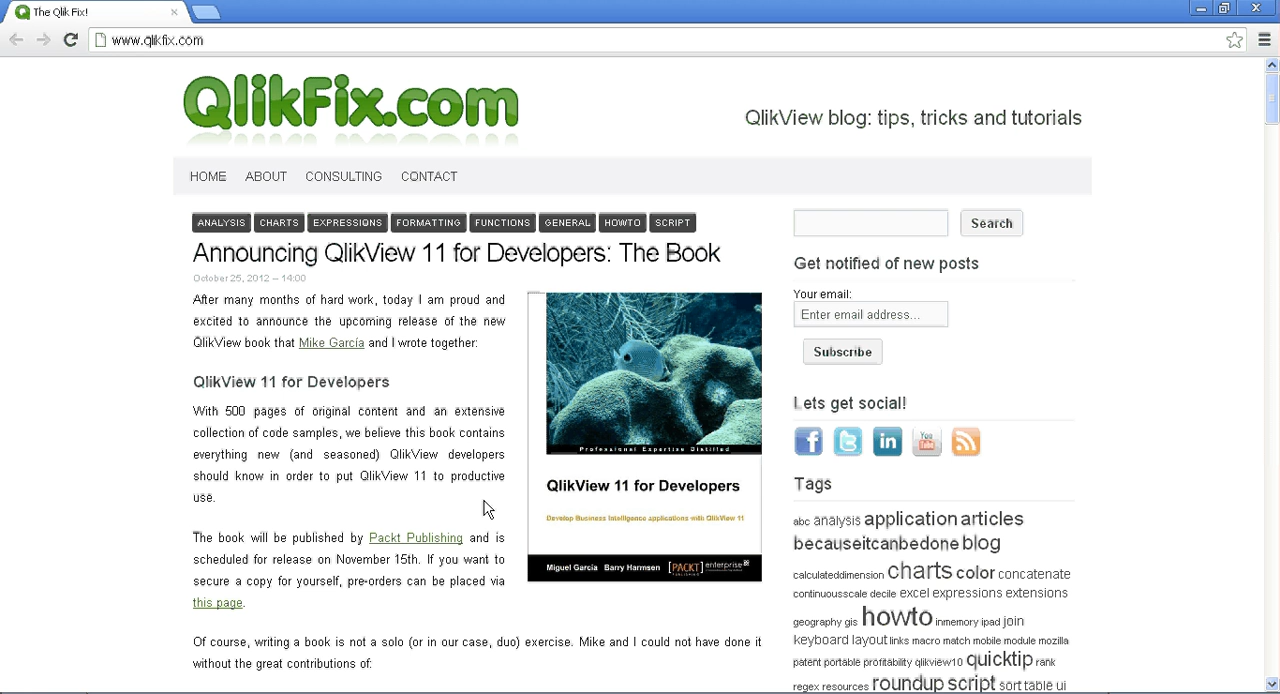 The Qlik Fix!
www.qlikfix.com
QlikFix.com
QlikView blog: tips, tricks and tutorials
HOME ABOUT CONSULTING CONTACT
ANALYSIS CHARTS EXPRESSIONS FORMATTING FUNCTIONS GENERAL HOWTO SCRIPT
Announcing QlikView 11 for Developers: The Book
October 25, 2012 – 14:00
After many months of hard work, today I am proud and
excited to announce the upcoming release of the new
QlikView book that Mike García and I wrote together:
QlikView 11 for Developers
With 500 pages of original content and an extensive
collection of code samples, we believe this book contains
everything new (and seasoned) QlikView developers
should know in order to put QlikView 11 to productive
use.
The book will be published by Packt Publishing and is
scheduled for release on November 15th. If you want to
secure a copy for yourself, pre-orders can be placed via
this page.
Of course, writing a book is not a solo (or in our case, duo) exercise. Mike and I could not have done it
without the great contributions of:
Professional Expertise Distilled
QlikView 11 for Developers
Develop Business Intelligence applications with QlikView 11
Miguel García Barry Harmsen [PACKT] enterprise
PUBLISHING
Search
Get notified of new posts
Your email:
Enter email address...
Subscribe
Lets get social!
f t in You Tube
Tags
abc analysis application articles
becauseitcanbedone blog
calculateddimension charts color concatenate
continuousscale decile excel expressions extensions
geography gis howto inmemory ipad join
keyboard layout links macro match mobile module mozilla
patent portable profitability qlikview10 quicktip rank
regex resources roundup script sort table ui